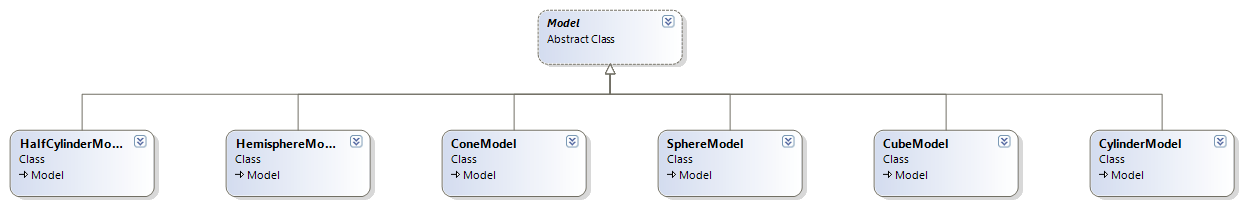 Model
Abstract Class
HalfCylinderMo...
Class
Model
HemisphereMo...
Class
Model
ConeModel
Class
Model
SphereModel
Class
Model
CubeModel
Class
Model
CylinderModel
Class
Model